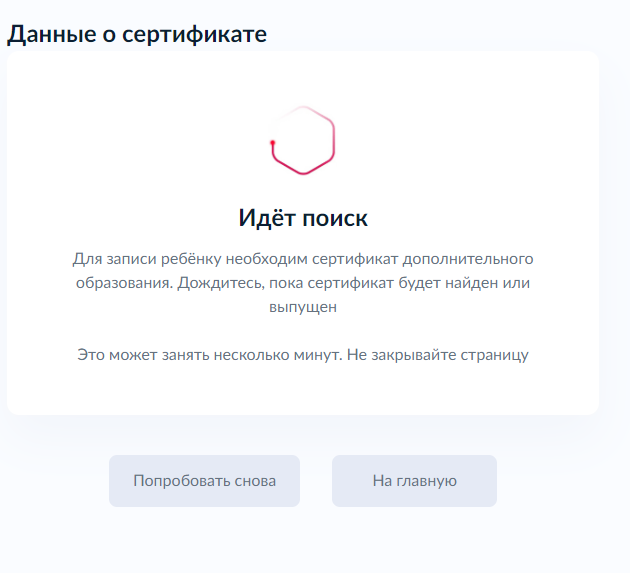 Данные о сертификате
Идёт поиск
Для записи ребёнку необходим сертификат дополнительного
образования. Дождитесь, пока сертификат будет найден или
выпущен
Это может занять несколько минут. Не закрывайте страницу
Попробовать снова
На главную